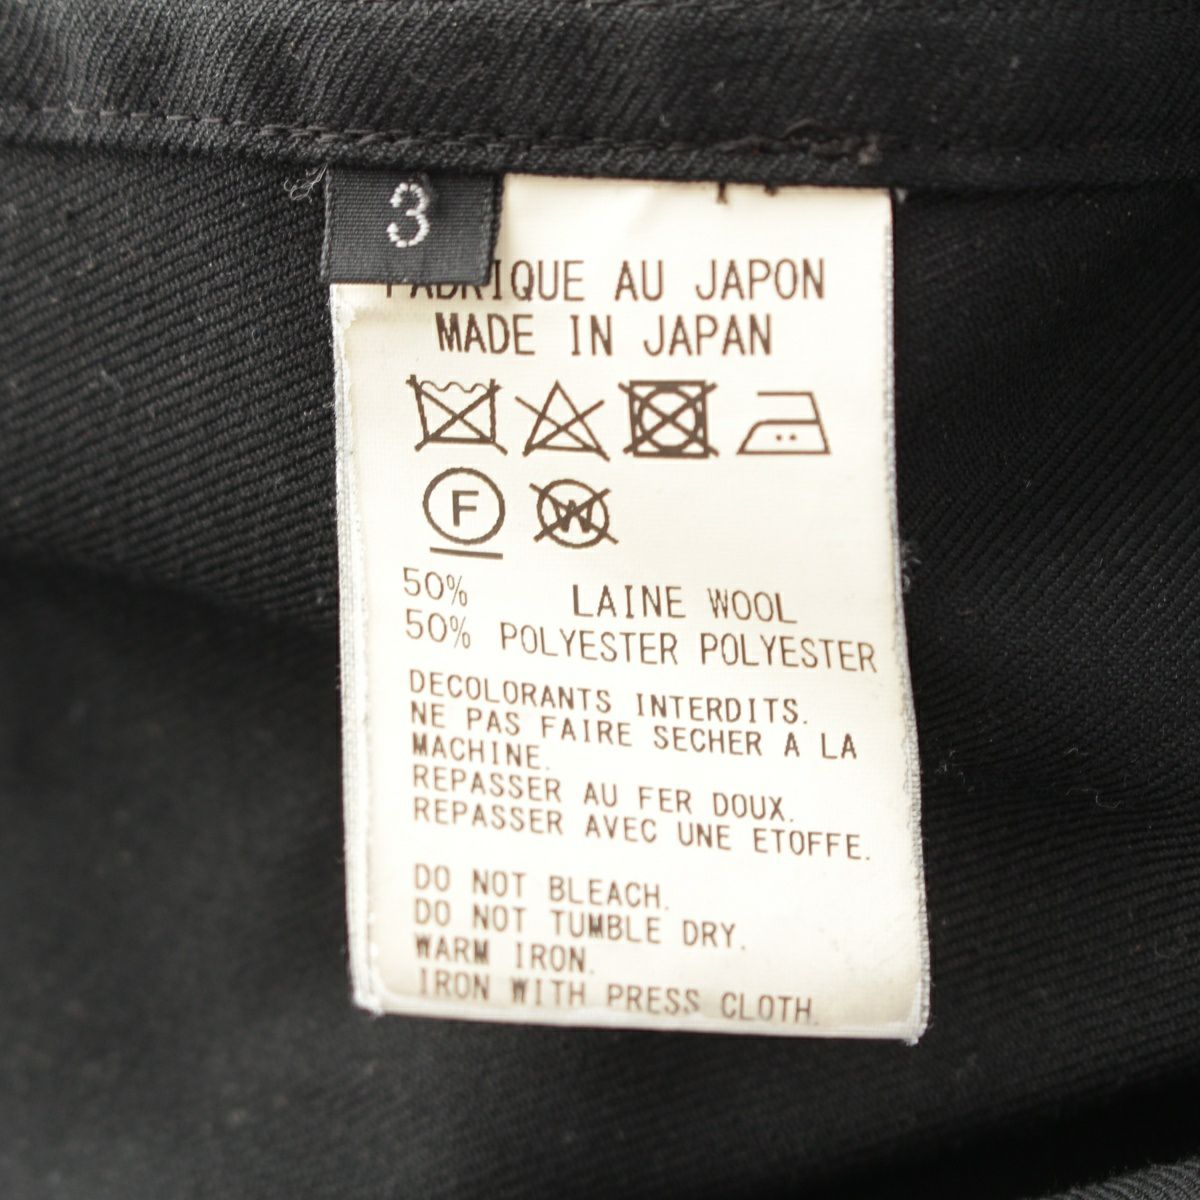 3
FABRIQUE AU JAPON
MADE IN JAPAN
F
W
50% LAINE WOOL
50% POLYESTER POLYESTER
DECOLORANTS INTERDITS.
NE PAS FAIRE SECHER A LA
MACHINE.
REPASSER AU FER DOUX.
REPASSER AVEC UNE ETOFFE.
DO NOT BLEACH.
DO NOT TUMBLE DRY.
WARM IRON.
IRON WITH PRESS CLOTH.